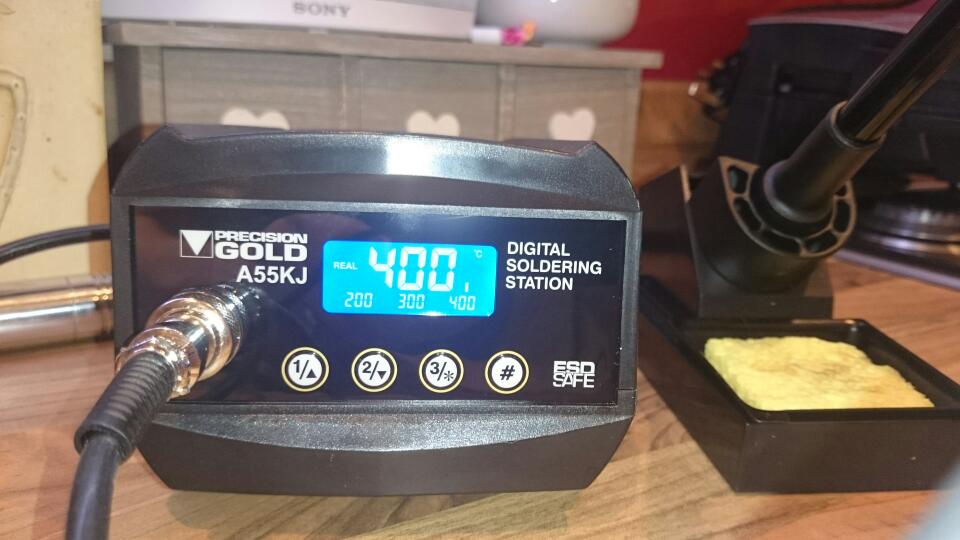 SONY
PRECISION
GOLD
A55KJ
REAL 400 °C
200 300 400
DIGITAL
SOLDERING
STATION
1/▲ 2/▼ 3/* #
ESD
SAFE